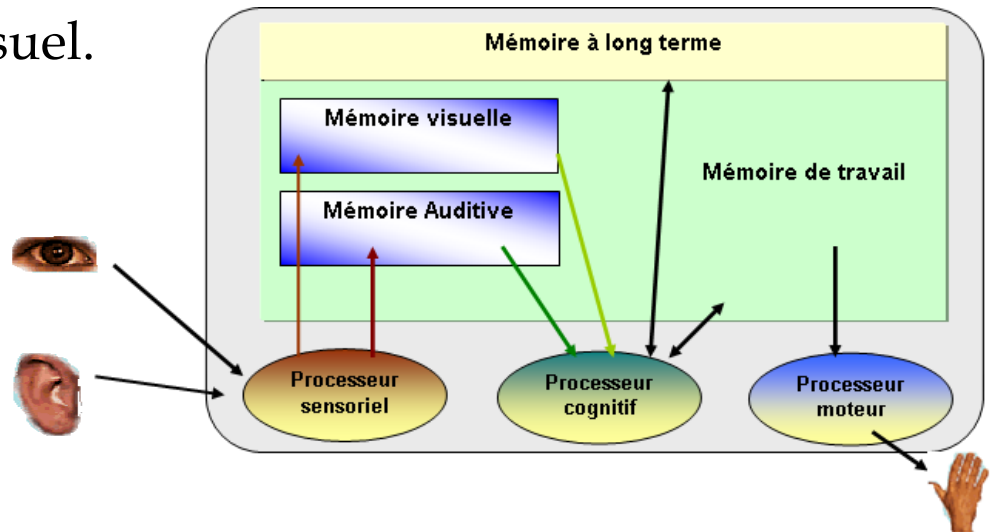 suel.
Mémoire à long terme
Mémoire visuelle
Mémoire de travail
Mémoire Auditive
Processeur
sensoriel
Processeur
cognitif
Processeur
moteur